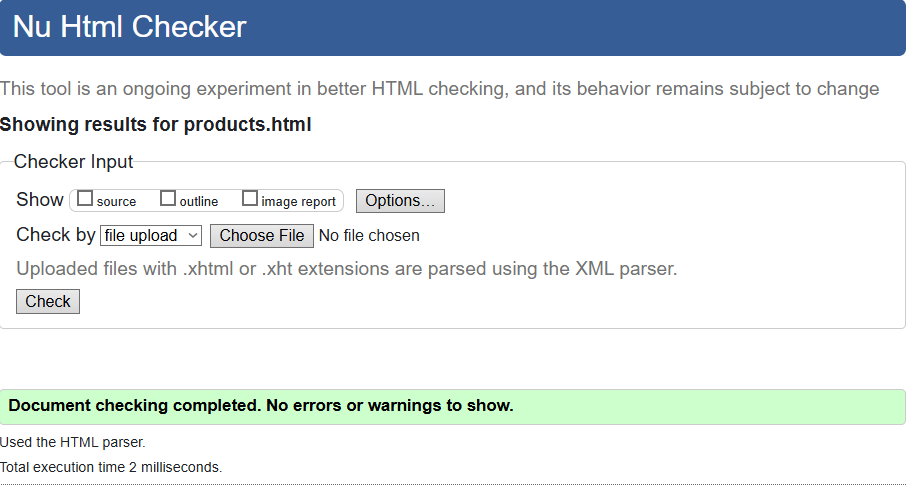 Nu Html Checker
This tool is an ongoing experiment in better HTML checking, and its behavior remains subject to change
Showing results for products.html
Checker Input
Show source outline image report Options...
Check by file upload Choose File No file chosen
Uploaded files with .xhtml or .xht extensions are parsed using the XML parser.
Check
Document checking completed. No errors or warnings to show.
Used the HTML parser.
Total execution time 2 milliseconds.